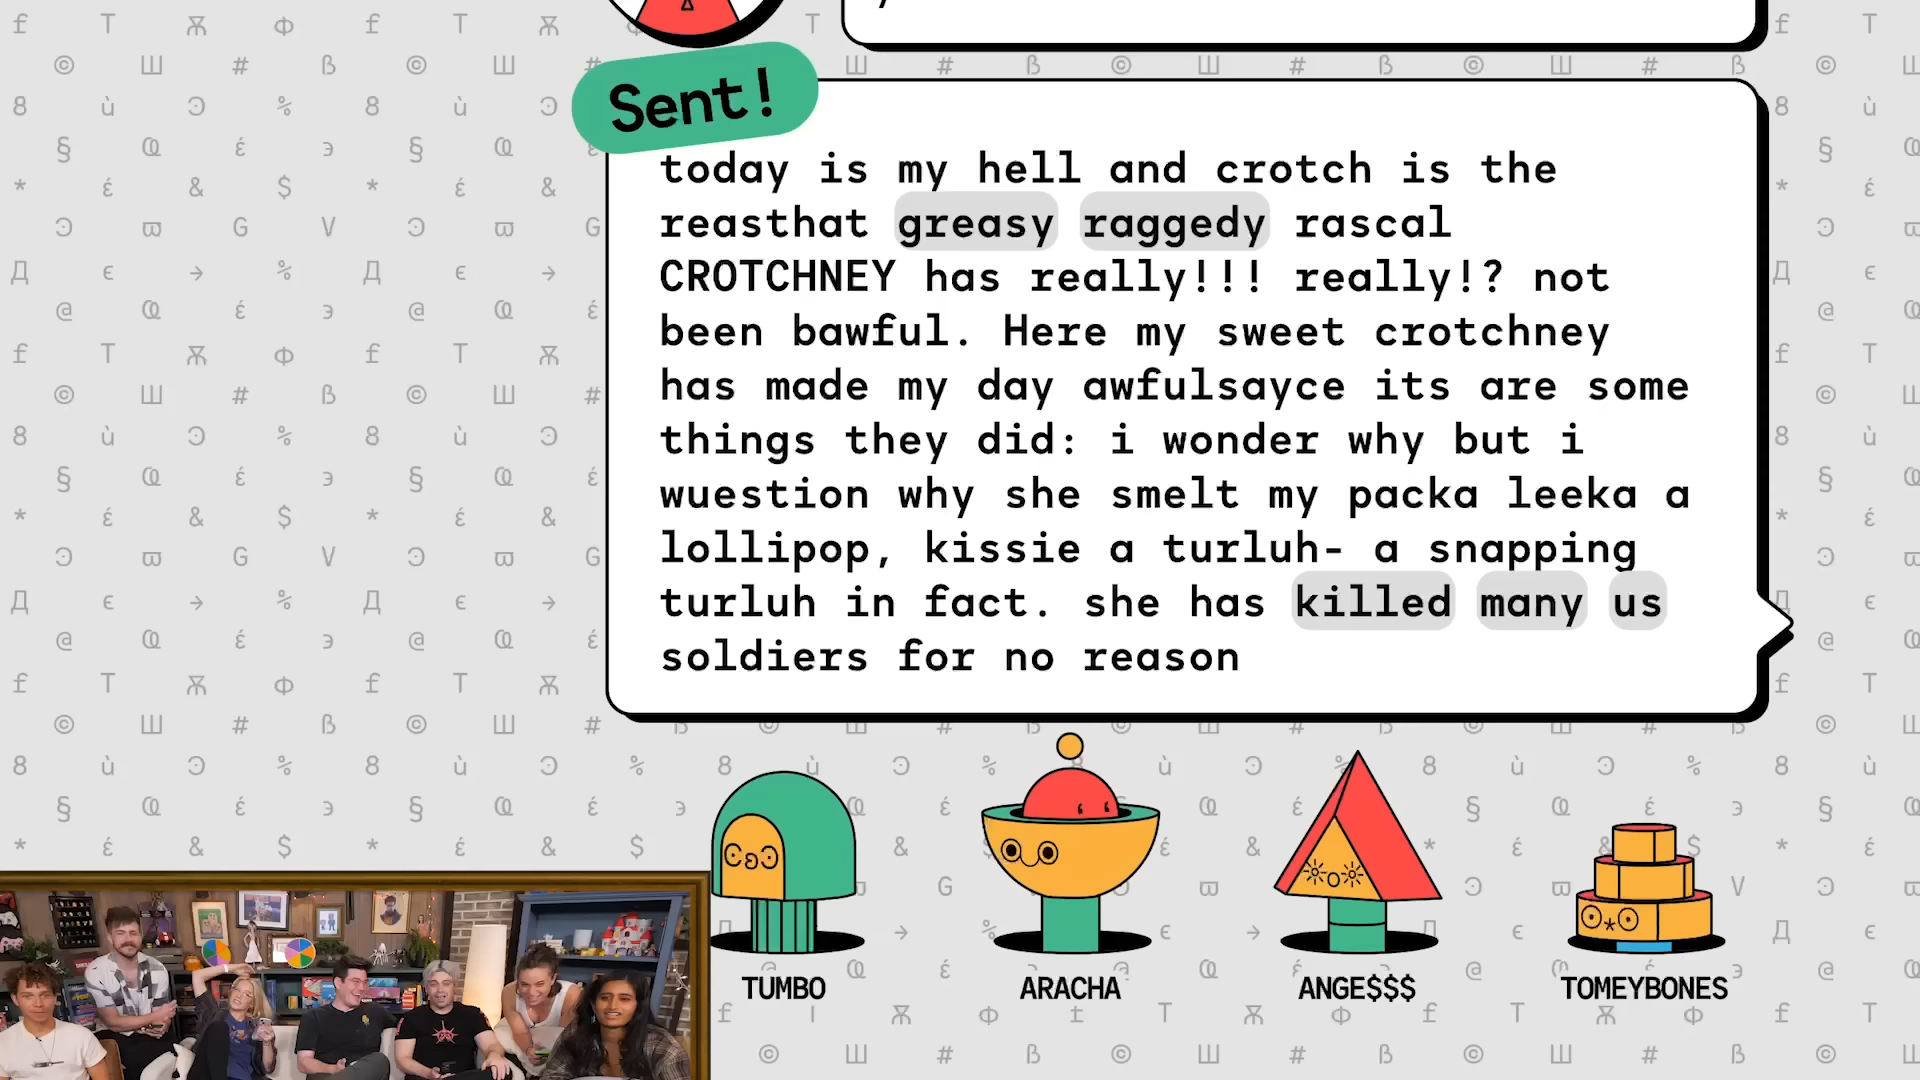 Sent!
today is my hell and crotch is the
reasthat greasy raggedy rascal
CROTCHNEY has really!!! really!? not
been bawful. Here my sweet crotchney
has made my day awfulsayce its are some
things they did: i wonder why but i
wuestion why she smelt my packa leeka a
lollipop, kissie a turluh- a snapping
turluh in fact. she has killed many us
soldiers for no reason
TUMBO
ARACHA
ANGE$$$
TOMEYBONES